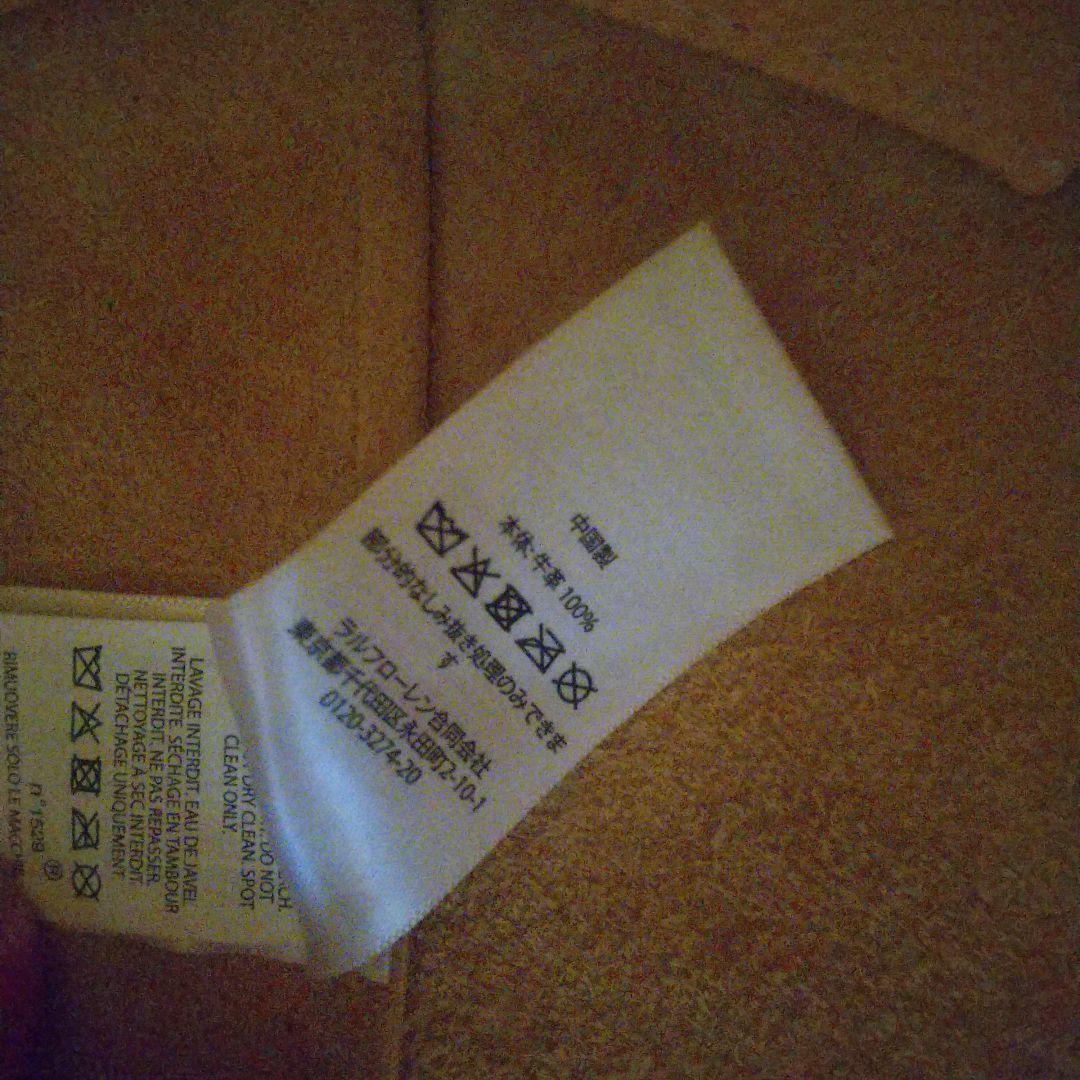 中国製
本体:牛革 100%
部分的なしみ抜き処理のみできま
す
ラルフローレン合同会社
東京都千代田区永田町2-10-1
0120-3274-20
DO NOT
DRY CLEAN. SPOT
CLEAN ONLY.
LAVAGE INTERDIT. EAU DE JAVEL
INTERDITE. SÉCHAGE EN TAMBOUR
INTERDIT. NE PAS REPASSER.
NETTOYAGE À SEC INTERDIT.
DÉTACHAGE UNIQUEMENT
RIMUOVERE SOLO LE